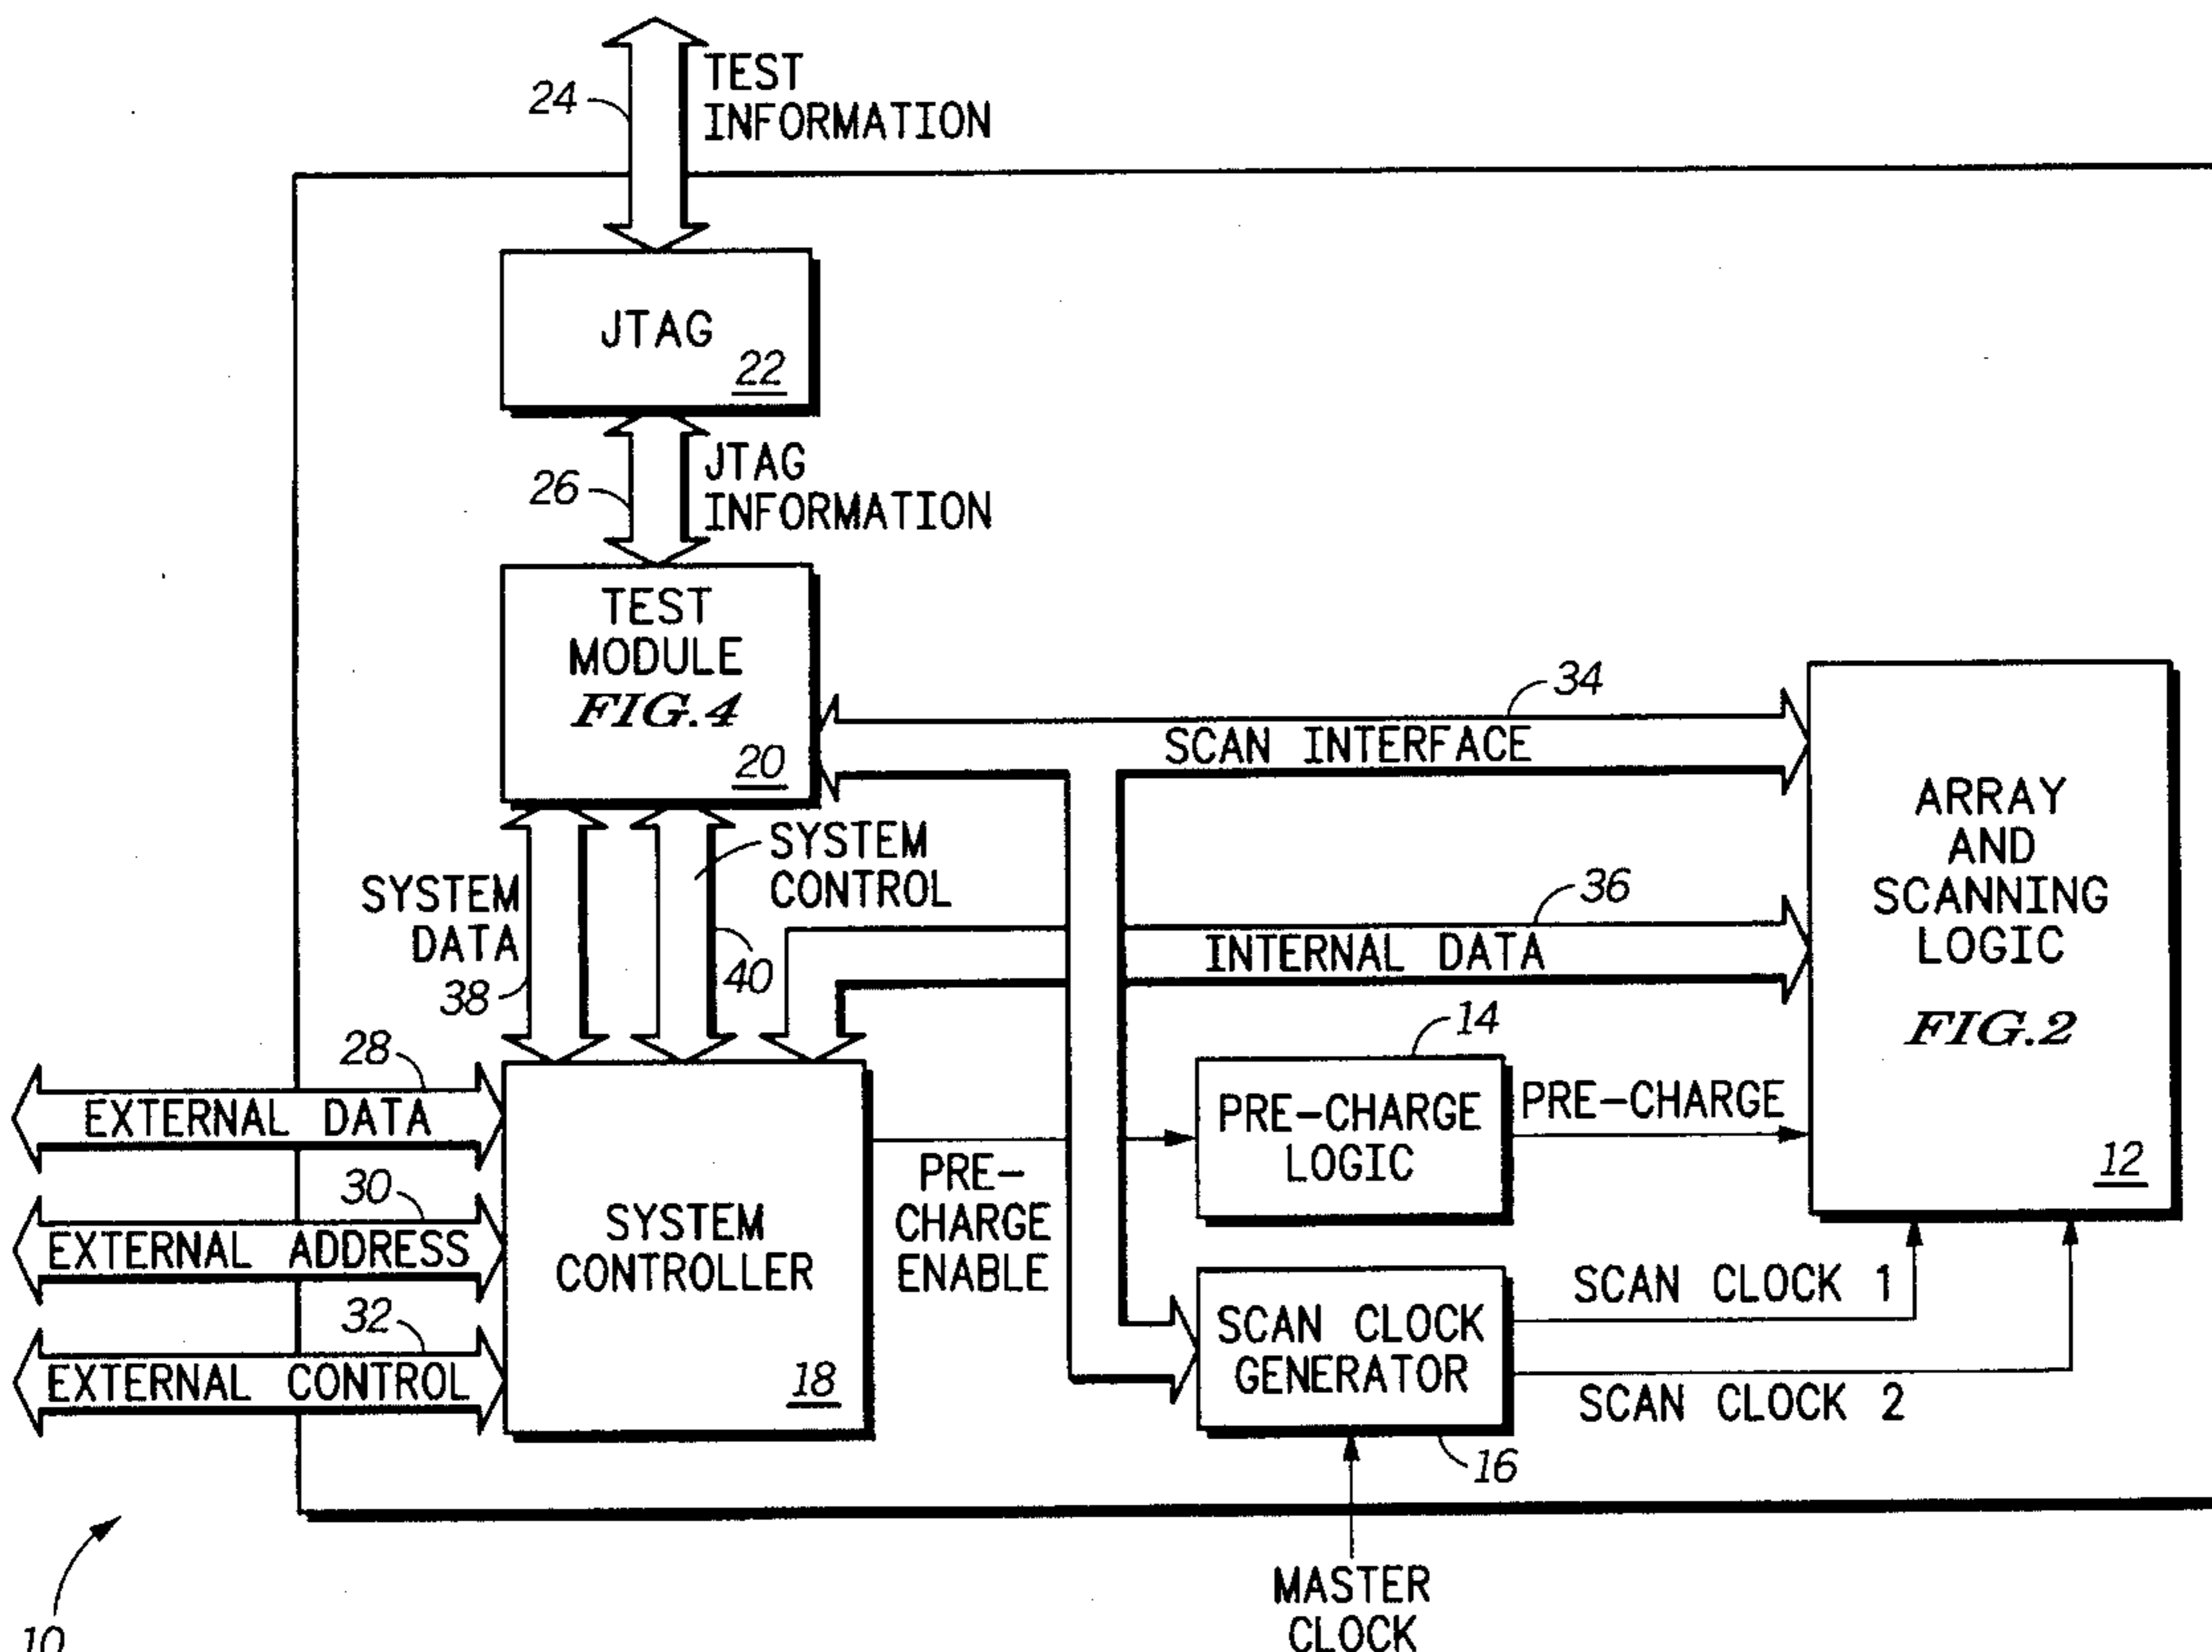 24
TEST
INFORMATION
JTAG
22
26
JTAG
INFORMATION
TEST
MODULE
FIG.4
20
34
SCAN INTERFACE
SYSTEM
CONTROL
SYSTEM
DATA
38
40
36
INTERNAL DATA
ARRAY
AND
SCANNING
LOGIC
FIG.2
12
28
EXTERNAL DATA
30
EXTERNAL ADDRESS
32
EXTERNAL CONTROL
SYSTEM
CONTROLLER
18
PRE-
CHARGE
ENABLE
14
PRE-CHARGE
LOGIC
PRE-CHARGE
SCAN CLOCK
GENERATOR
16
SCAN CLOCK 1
SCAN CLOCK 2
MASTER
CLOCK
10